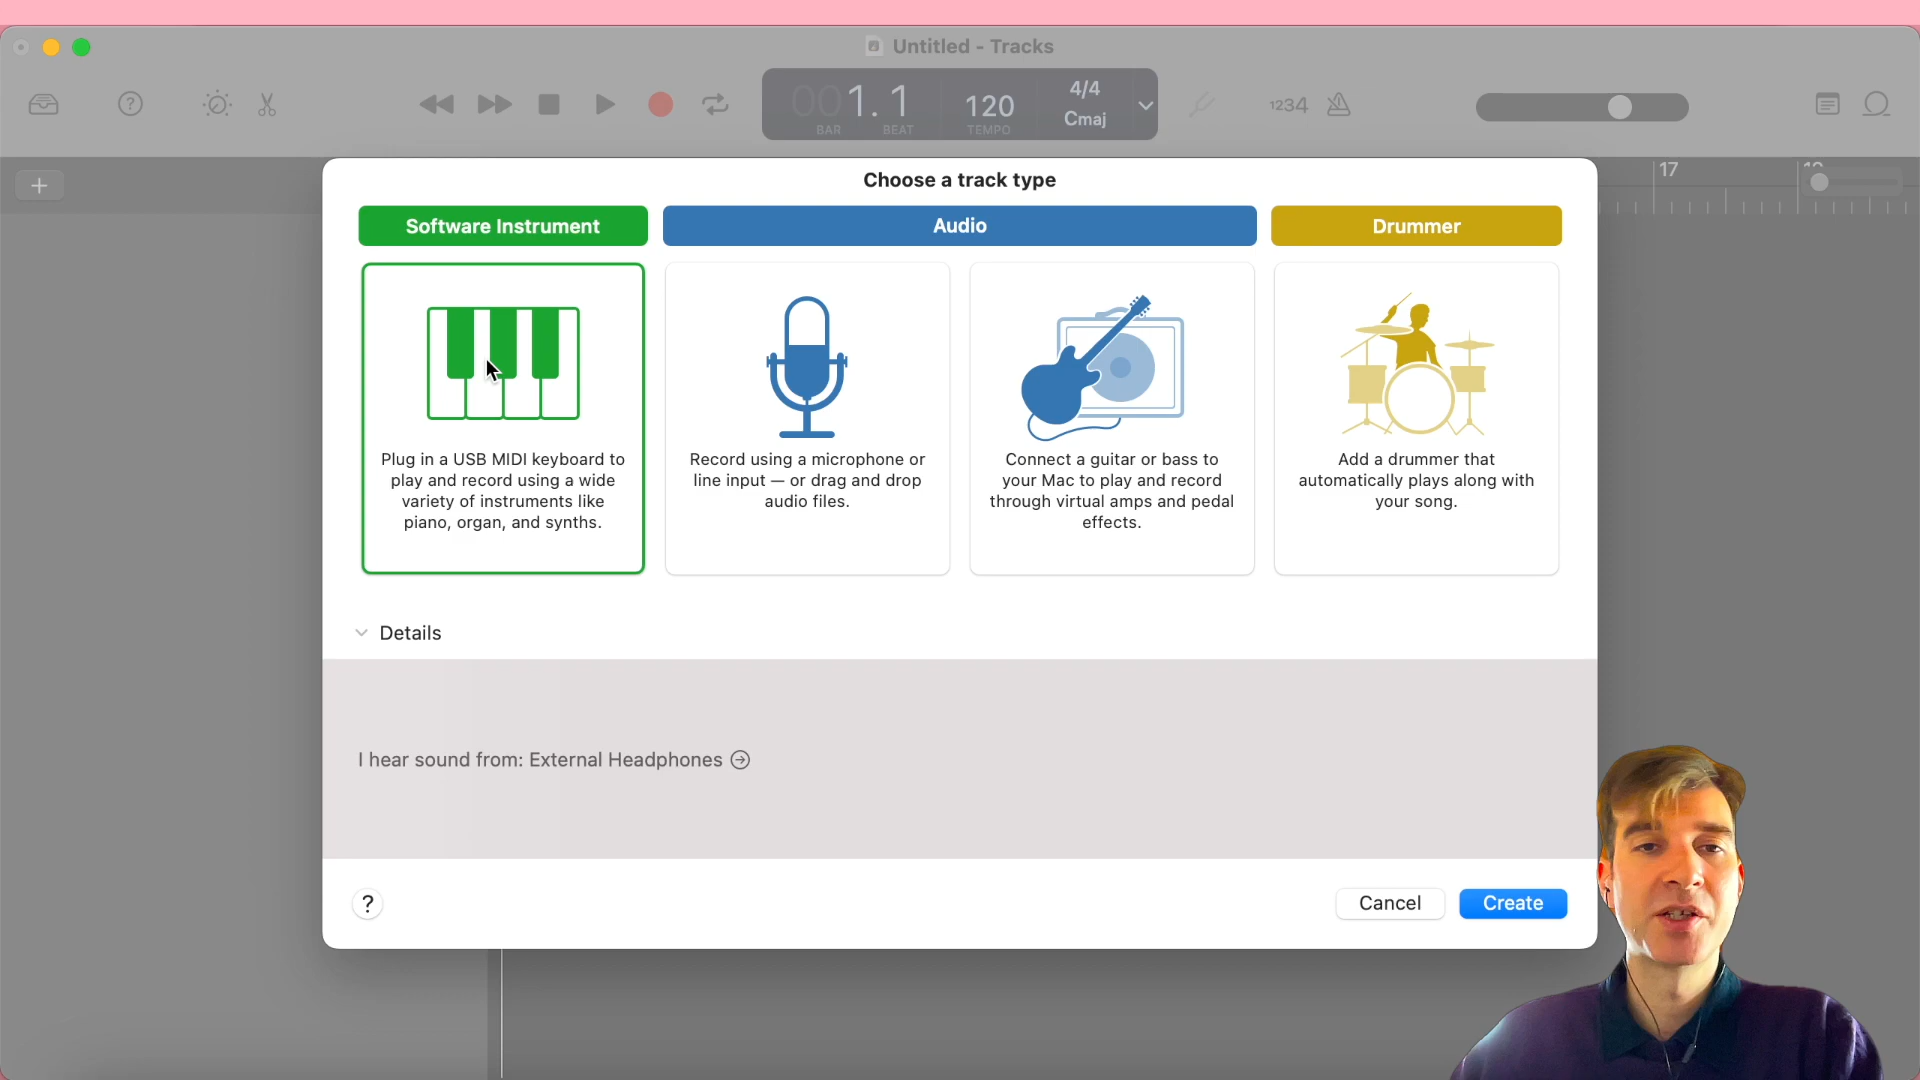 Untitled - Tracks
001. 1
BAR
BEAT
120
TEMPO
4/4
Cmaj
1234
17
Choose a track type
Software Instrument
Audio
Drummer
Plug in a USB MIDI keyboard to
play and record using a wide
variety of instruments like
piano, organ, and synths.
Record using a microphone or
line input — or drag and drop
audio files.
Connect a guitar or bass to
your Mac to play and record
through virtual amps and pedal
effects.
Add a drummer that
automatically plays along with
your song.
Details
I hear sound from: External Headphones
?
Cancel
Create